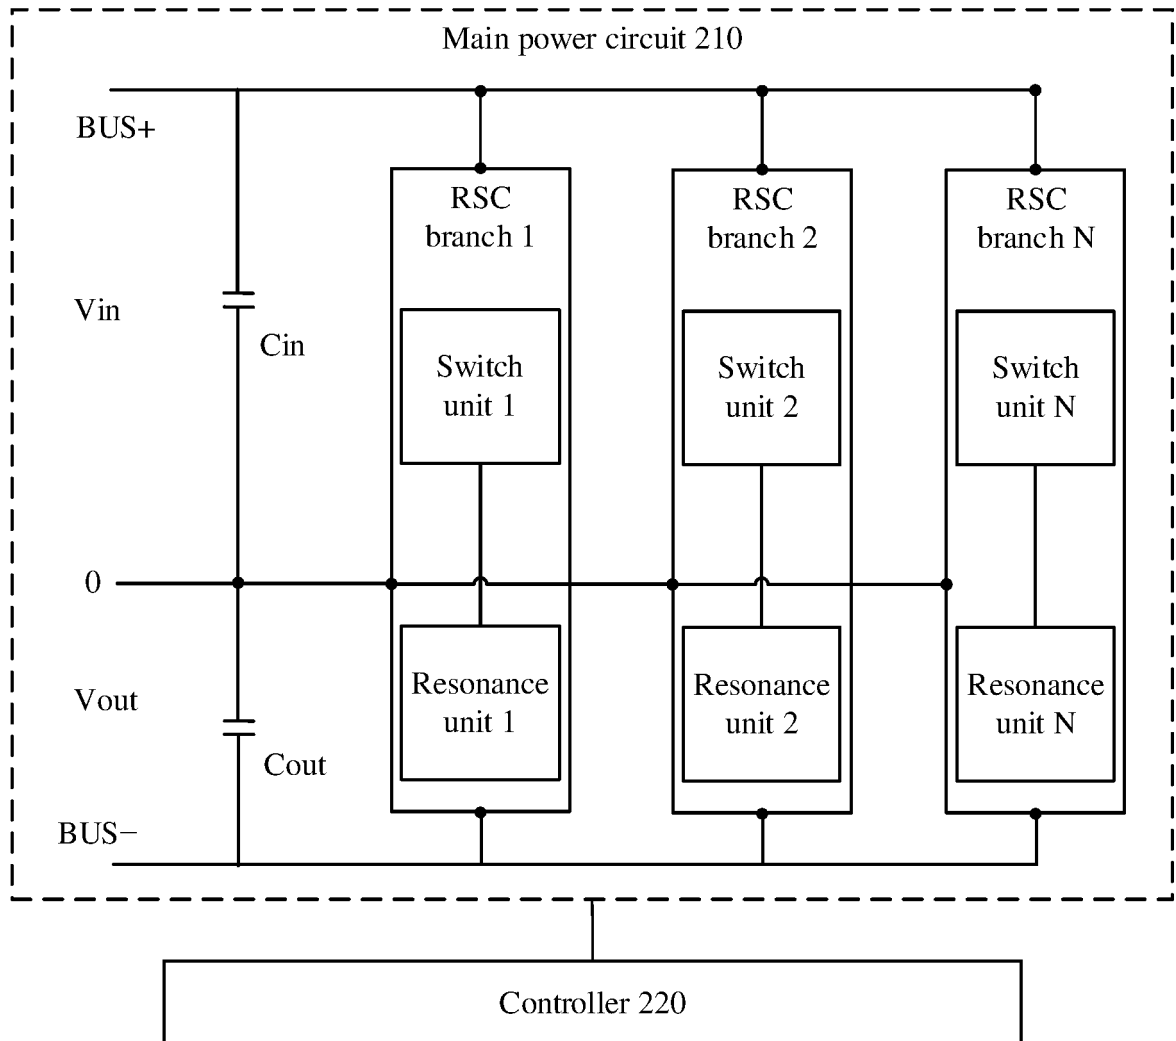 Main power circuit 210
BUS+
RSC
branch 1
RSC
branch 2
RSC
branch N
Vin
Cin
Switch
unit 1
Switch
unit 2
Switch
unit N
0
Resonance
unit 1
Resonance
unit 2
Resonance
unit N
Vout
Cout
BUS−
Controller 220